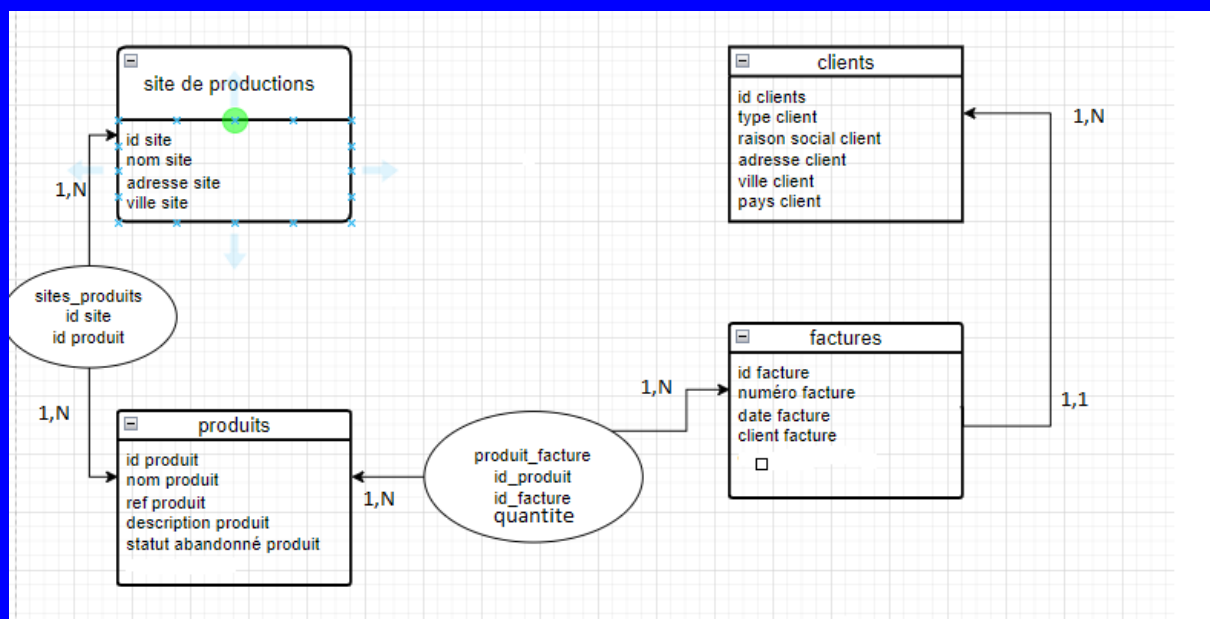 site de productions
id site
nom site
adresse site
ville site
1,N
sites_produits
id site
id produit
1,N
produits
id produit
nom produit
ref produit
description produit
statut abandonné produit
1,N
produit_facture
id_produit
id_facture
quantite
1,N
clients
id clients
type client
raison social client
adresse client
ville client
pays client
1,N
factures
id facture
numéro facture
date facture
client facture
1,1